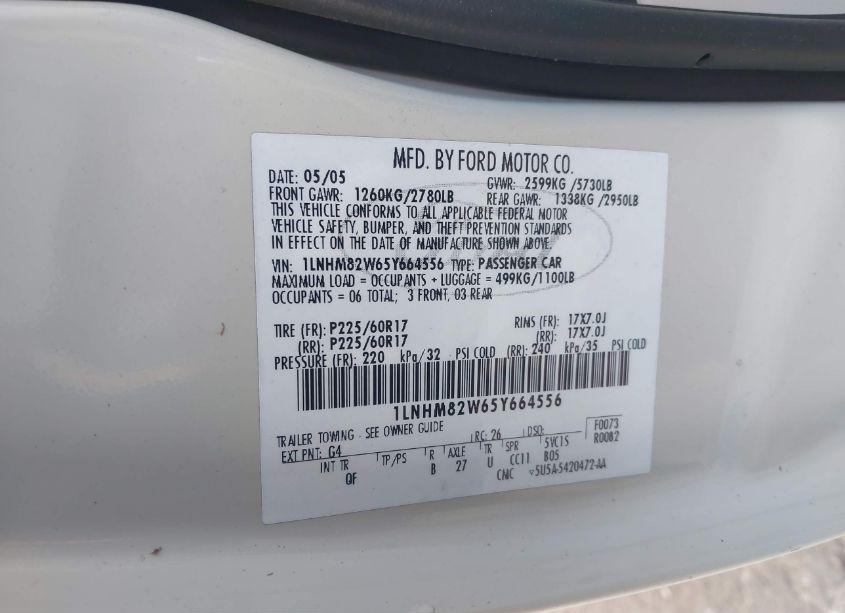 MFD. BY FORD MOTOR CO.
DATE: 05/05 GVWR: 2599KG /5730LB
FRONT GAWR: 1260KG/2780LB REAR GAWR: 1338KG /2950LB
THIS VEHICLE CONFORMS TO ALL APPLICABLE FEDERAL MOTOR
VEHICLE SAFETY, BUMPER, AND THEFT PREVENTION STANDARDS
IN EFFECT ON THE DATE OF MANUFACTURE SHOWN ABOVE.
VIN: 1LNHM82W65Y664556 TYPE: PASSENGER CAR
MAXIMUM LOAD = OCCUPANTS + LUGGAGE = 499KG/1100LB
OCCUPANTS = 06 TOTAL; 3 FRONT, 03 REAR
TIRE (FR): P225/60R17 RIMS (FR): 17X7.0J
(RR): P225/60R17 (RR): 17X7.0J
PRESSURE (FR): 220 kPa/32 PSI COLD (RR): 240 kPa/35 PSI COLD
1LNHM82W65Y664556
TRAILER TOWING - SEE OWNER GUIDE RC: 26 DSO: F0073
EXT PNT: G4 R0082
INT TR TP/PS R AXLE TR SPR 5VC1S
QF B 27 U CC11 B05
CMC 5U5A-5420472-AA